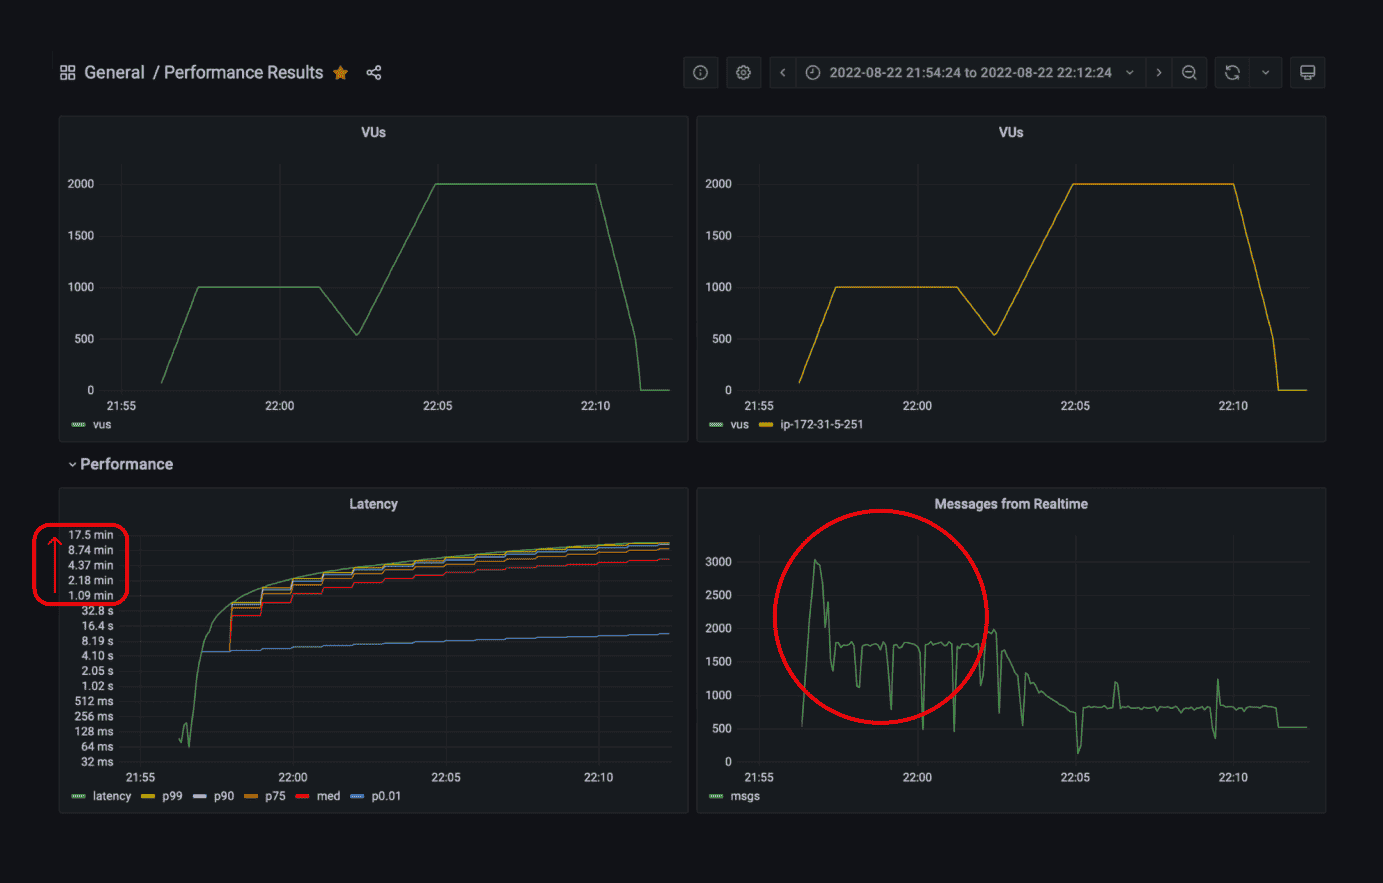 General / Performance Results
2022-08-22 21:54:24 to 2022-08-22 22:12:24
VUs
2000
1500
1000
500
0
21:55 22:00 22:05 22:10
vus
VUs
2000
1500
1000
500
0
21:55 22:00 22:05 22:10
vus ip-172-31-5-251
Performance
Latency
17.5 min
8.74 min
4.37 min
2.18 min
1.09 min
32.8 s
16.4 s
8.19 s
4.10 s
2.05 s
1.02 s
512 ms
256 ms
128 ms
64 ms
32 ms
21:55 22:00 22:05 22:10
latency p99 p90 p75 med p0.01
Messages from Realtime
3000
2500
2000
1500
1000
500
0
21:55 22:00 22:05 22:10
msgs